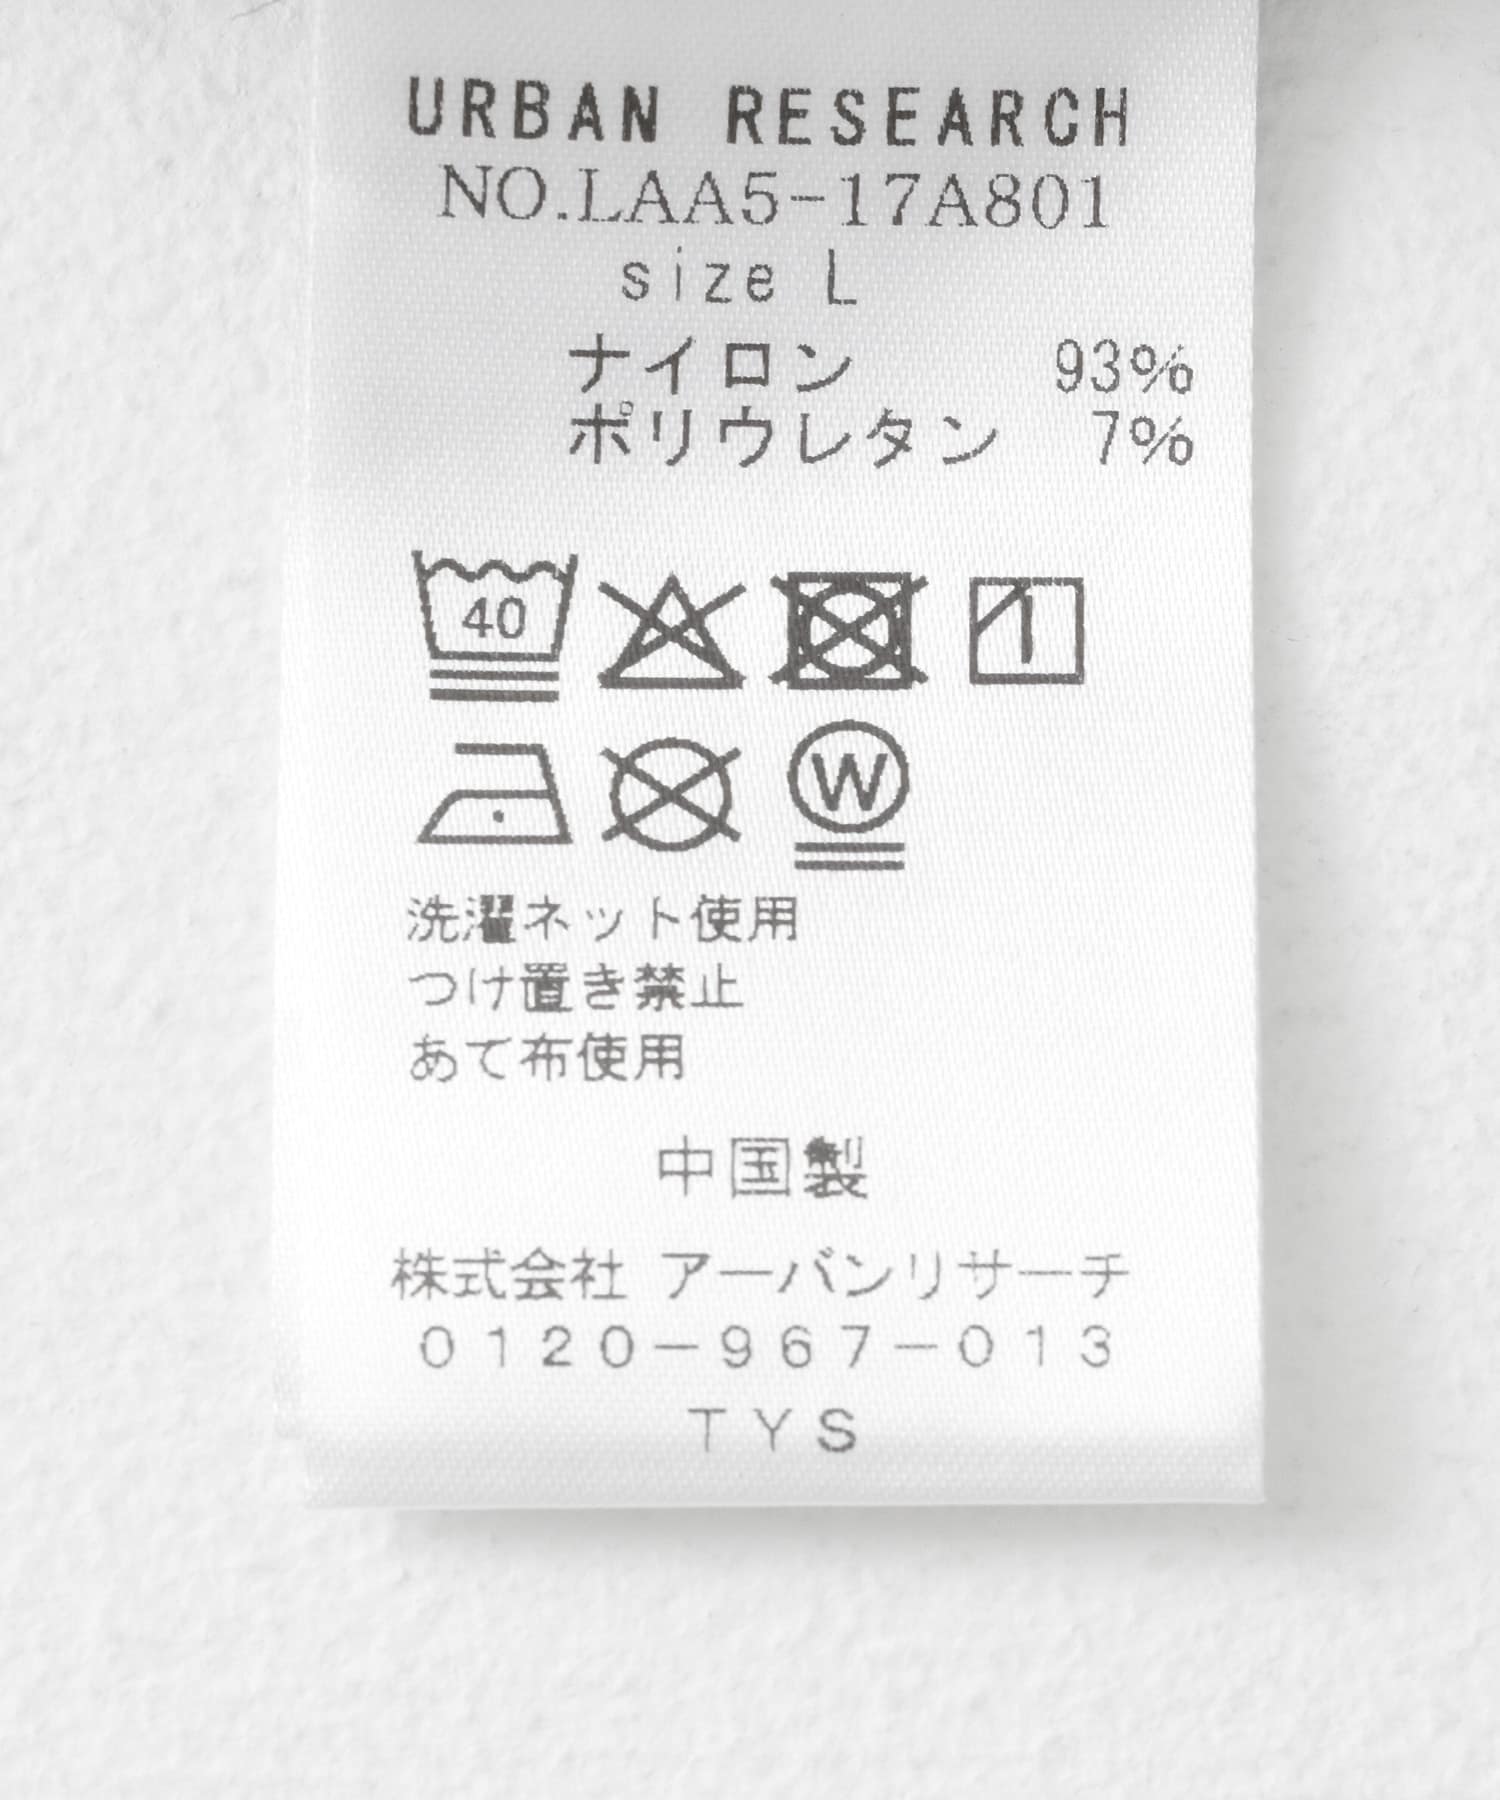 URBAN RESEARCH
NO.LAA5-17A801
size L
ナイロン 93%
ポリウレタン 7%
40
W
洗濯ネット使用
つけ置き禁止
あて布使用
中国製
株式会社 アーバンリサーチ
0120-967-013
TYS